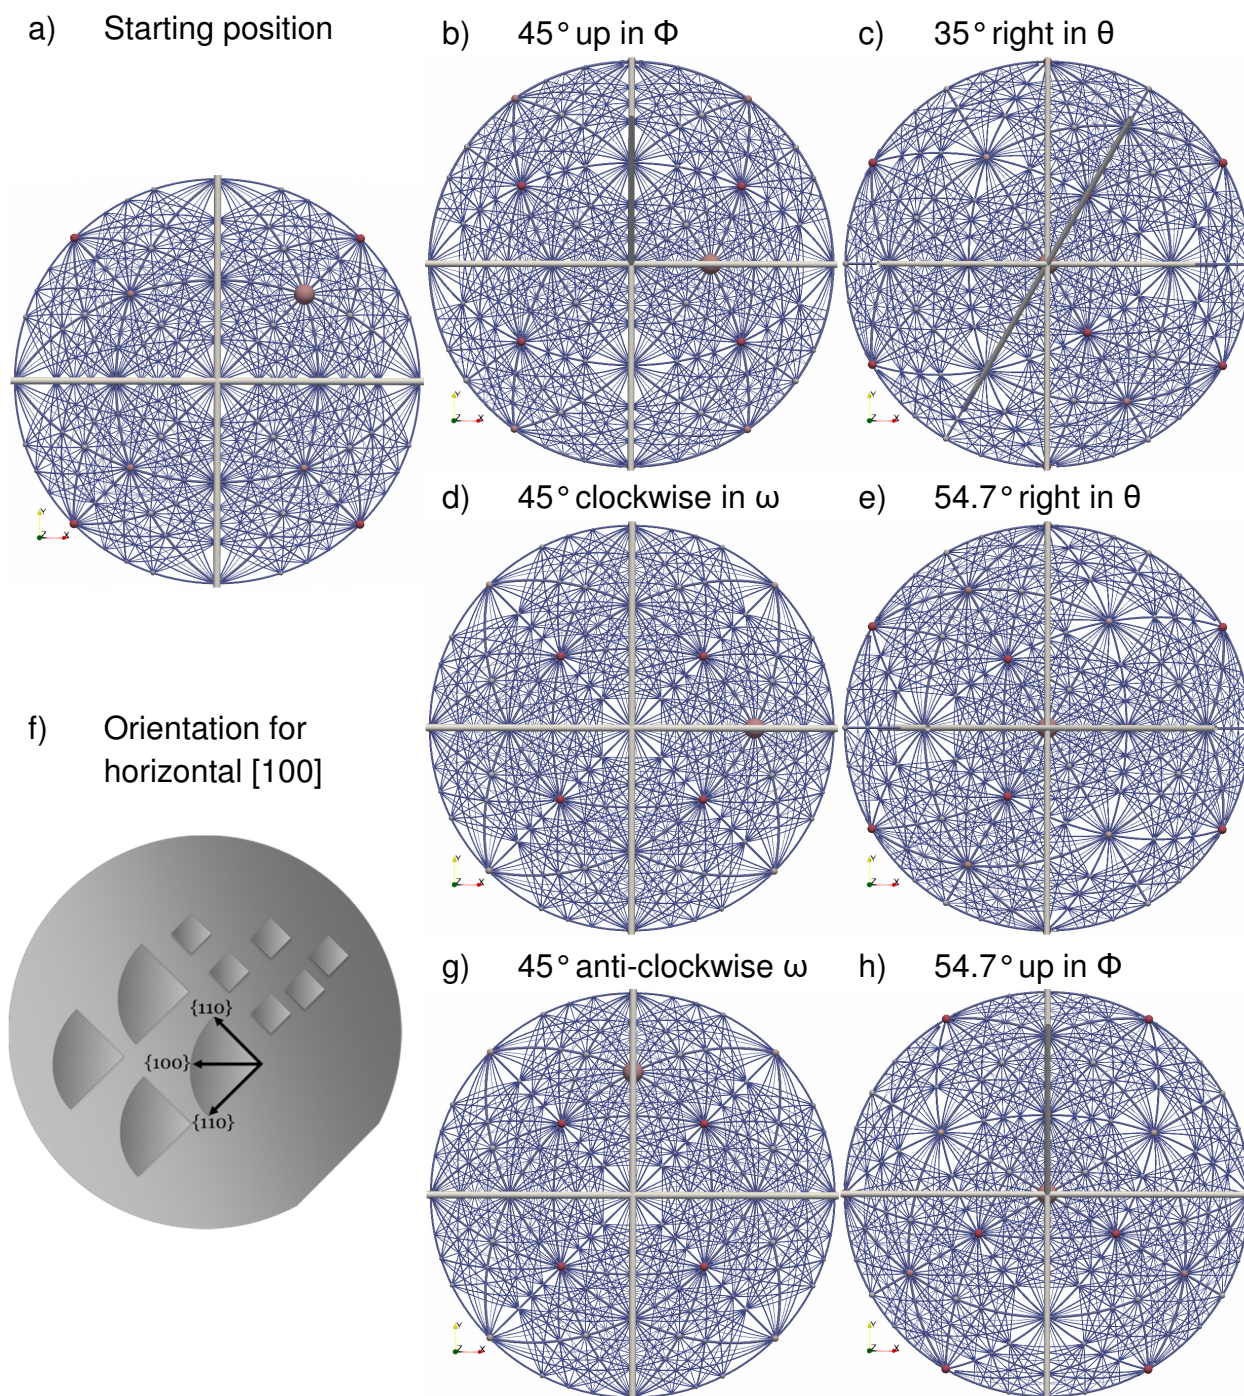 a) Starting position
b) 45° up in Φ
c) 35° right in θ
Y
Z X
Y
Z X
Y
Z X
d) 45° clockwise in ω
e) 54.7° right in θ
Y
Z X
Y
Z X
f) Orientation for
horizontal [100]
{110}
{100}
{110}
g) 45° anti-clockwise ω
h) 54.7° up in Φ
Y
Z X
Y
Z X